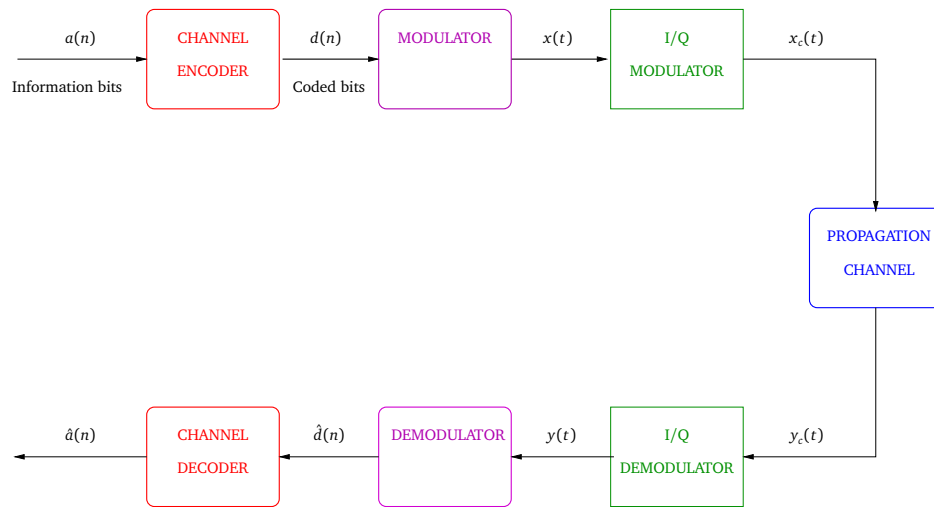 a(n)
CHANNEL
ENCODER
d(n)
MODULATOR
x(t)
I/Q
MODULATOR
x_c(t)
Information bits
Coded bits
PROPAGATION
CHANNEL
â(n)
CHANNEL
DECODER
d̂(n)
DEMODULATOR
y(t)
I/Q
DEMODULATOR
y_c(t)